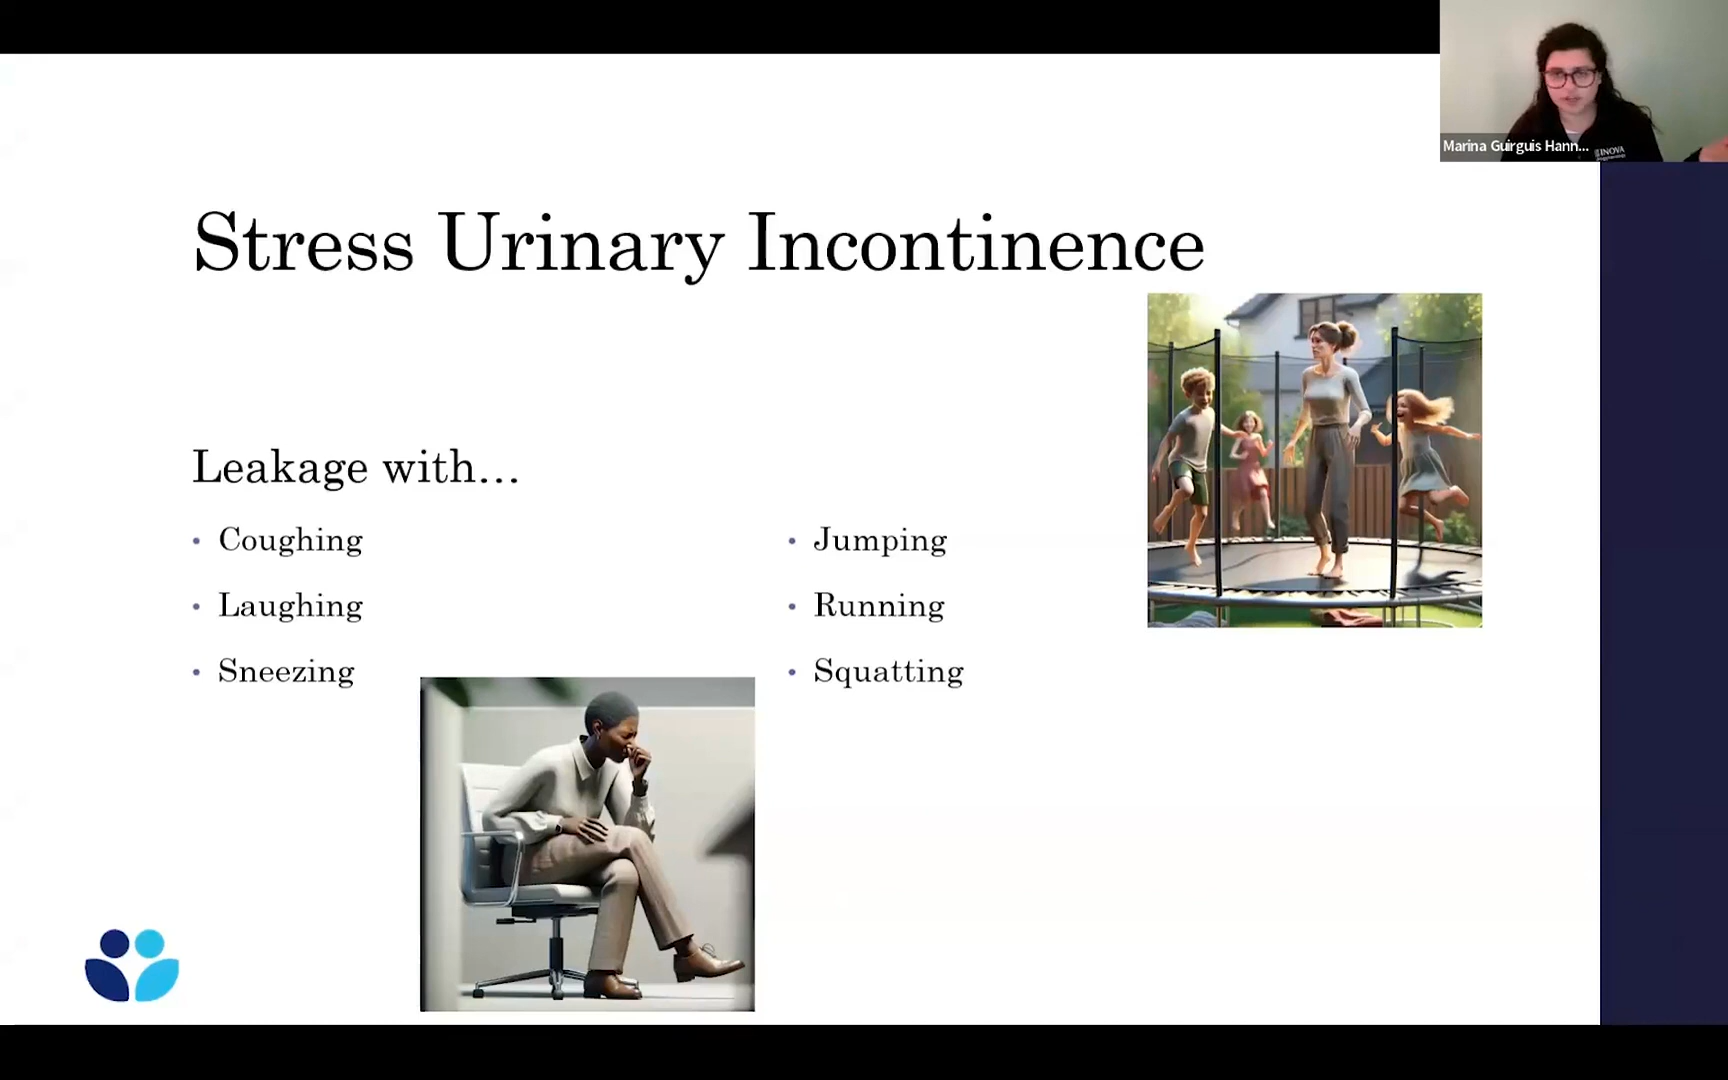 Marina Guirguis Hann...
INOVA
Stress Urinary Incontinence
Leakage with...
• Coughing
• Laughing
• Sneezing
• Jumping
• Running
• Squatting